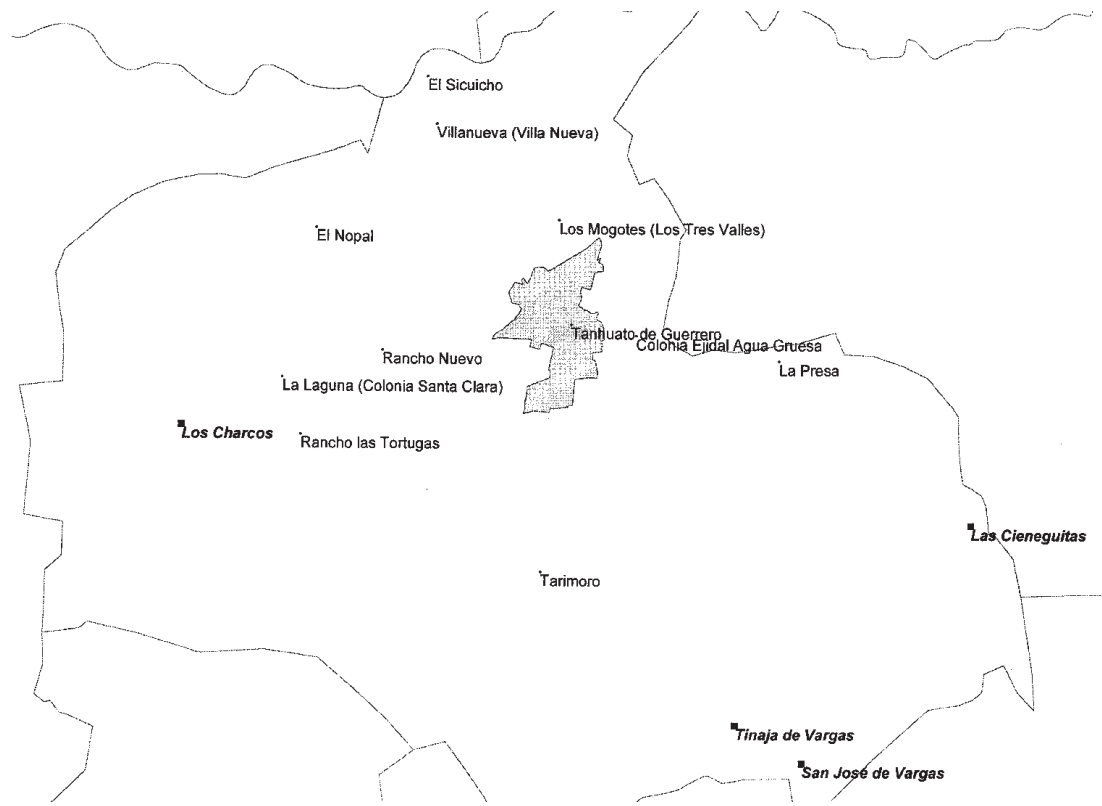 El Sicuicho
Villanueva (Villa Nueva)
Los Mogotes (Los Tres Valles)
El Nopal
Tanhuato de Guerrero
Colonia Ejidal Agua Gruesa
Rancho Nuevo
La Presa
La Laguna (Colonia Santa Clara)
Los Charcos
Rancho las Tortugas
Las Cieneguitas
Tarimoro
Tinaja de Vargas
San José de Vargas